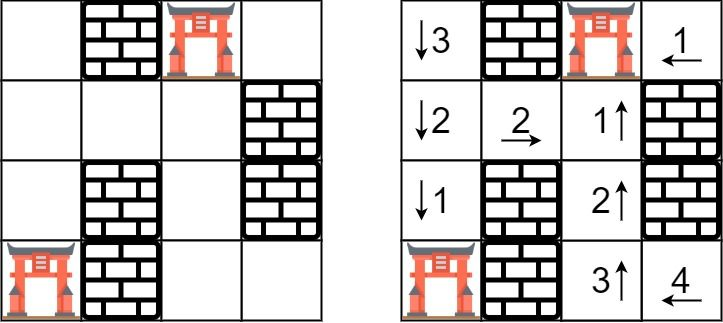 ↓3 1←
↓2 2→ 1↑
↓1 2↑
3↑ 4←